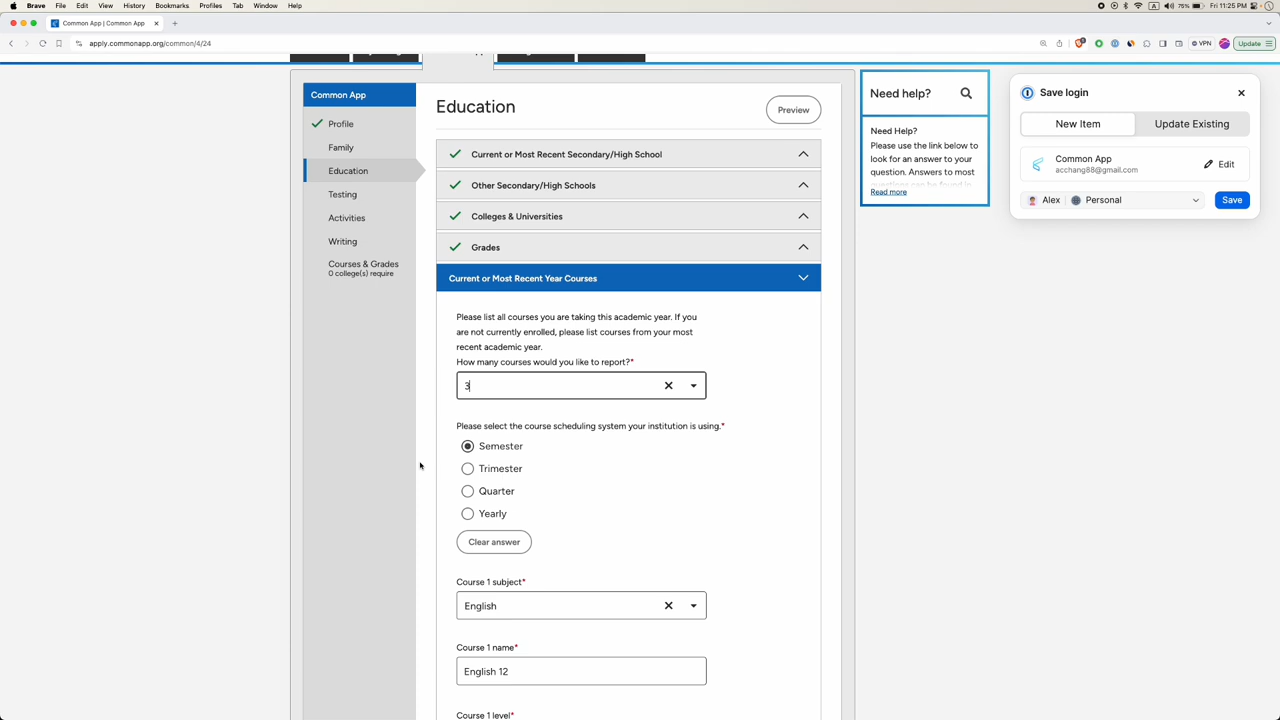 Brave File Edit View History Bookmarks Profiles Tab Window Help
A 75% Fri 11:25 PM
Common App | Common App
apply.commonapp.org/common/4/24
VPN Update
Common App
Profile
Family
Education
Testing
Activities
Writing
Courses & Grades
0 college(s) require
Education
Preview
Current or Most Recent Secondary/High School
Other Secondary/High Schools
Colleges & Universities
Grades
Current or Most Recent Year Courses
Please list all courses you are taking this academic year. If you
are not currently enrolled, please list courses from your most
recent academic year.
How many courses would you like to report?*
3
Please select the course scheduling system your institution is using.*
Semester
Trimester
Quarter
Yearly
Clear answer
Course 1 subject*
English
Course 1 name*
English 12
Course 1 level*
Need help?
Need Help?
Please use the link below to
look for an answer to your
question. Answers to most
questions can be found in
Read more
Save login
New Item Update Existing
Common App
acchang88@gmail.com
Edit
Alex Personal
Save